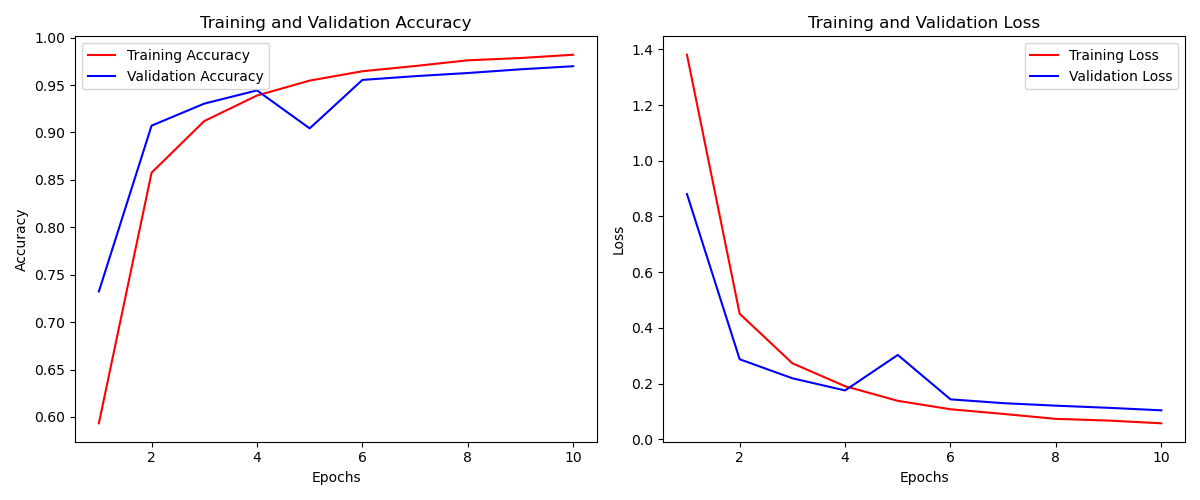 Training and Validation Accuracy
Training Accuracy
Validation Accuracy
1.00
0.95
0.90
0.85
0.80
0.75
0.70
0.65
0.60
Accuracy
2 4 6 8 10
Epochs
Training and Validation Loss
Training Loss
Validation Loss
1.4
1.2
1.0
0.8
0.6
0.4
0.2
0.0
Loss
2 4 6 8 10
Epochs